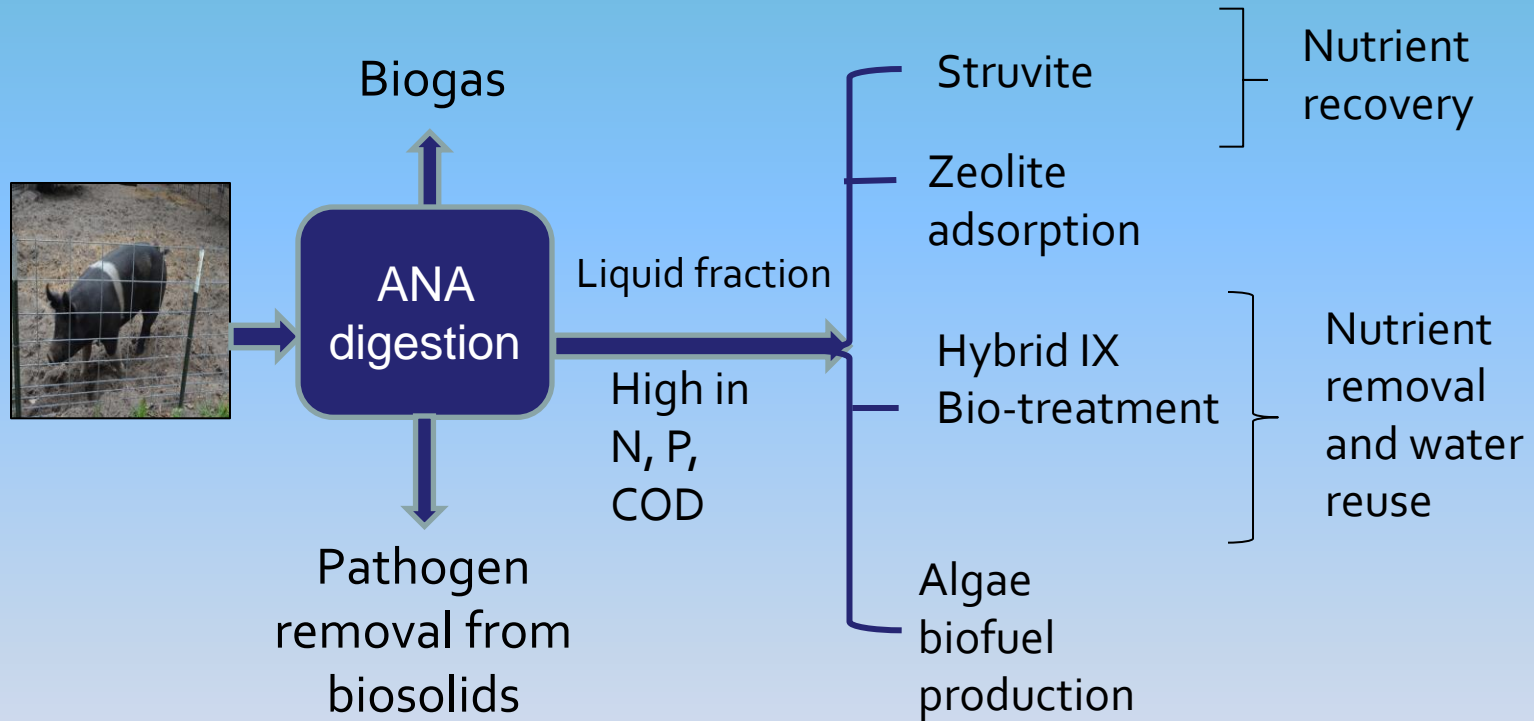 Biogas
ANA
digestion
Pathogen
removal from
biosolids
Liquid fraction
High in
N, P,
COD
Struvite
Zeolite
adsorption
Hybrid IX
Bio-treatment
Algae
biofuel
production
Nutrient
recovery
Nutrient
removal
and water
reuse